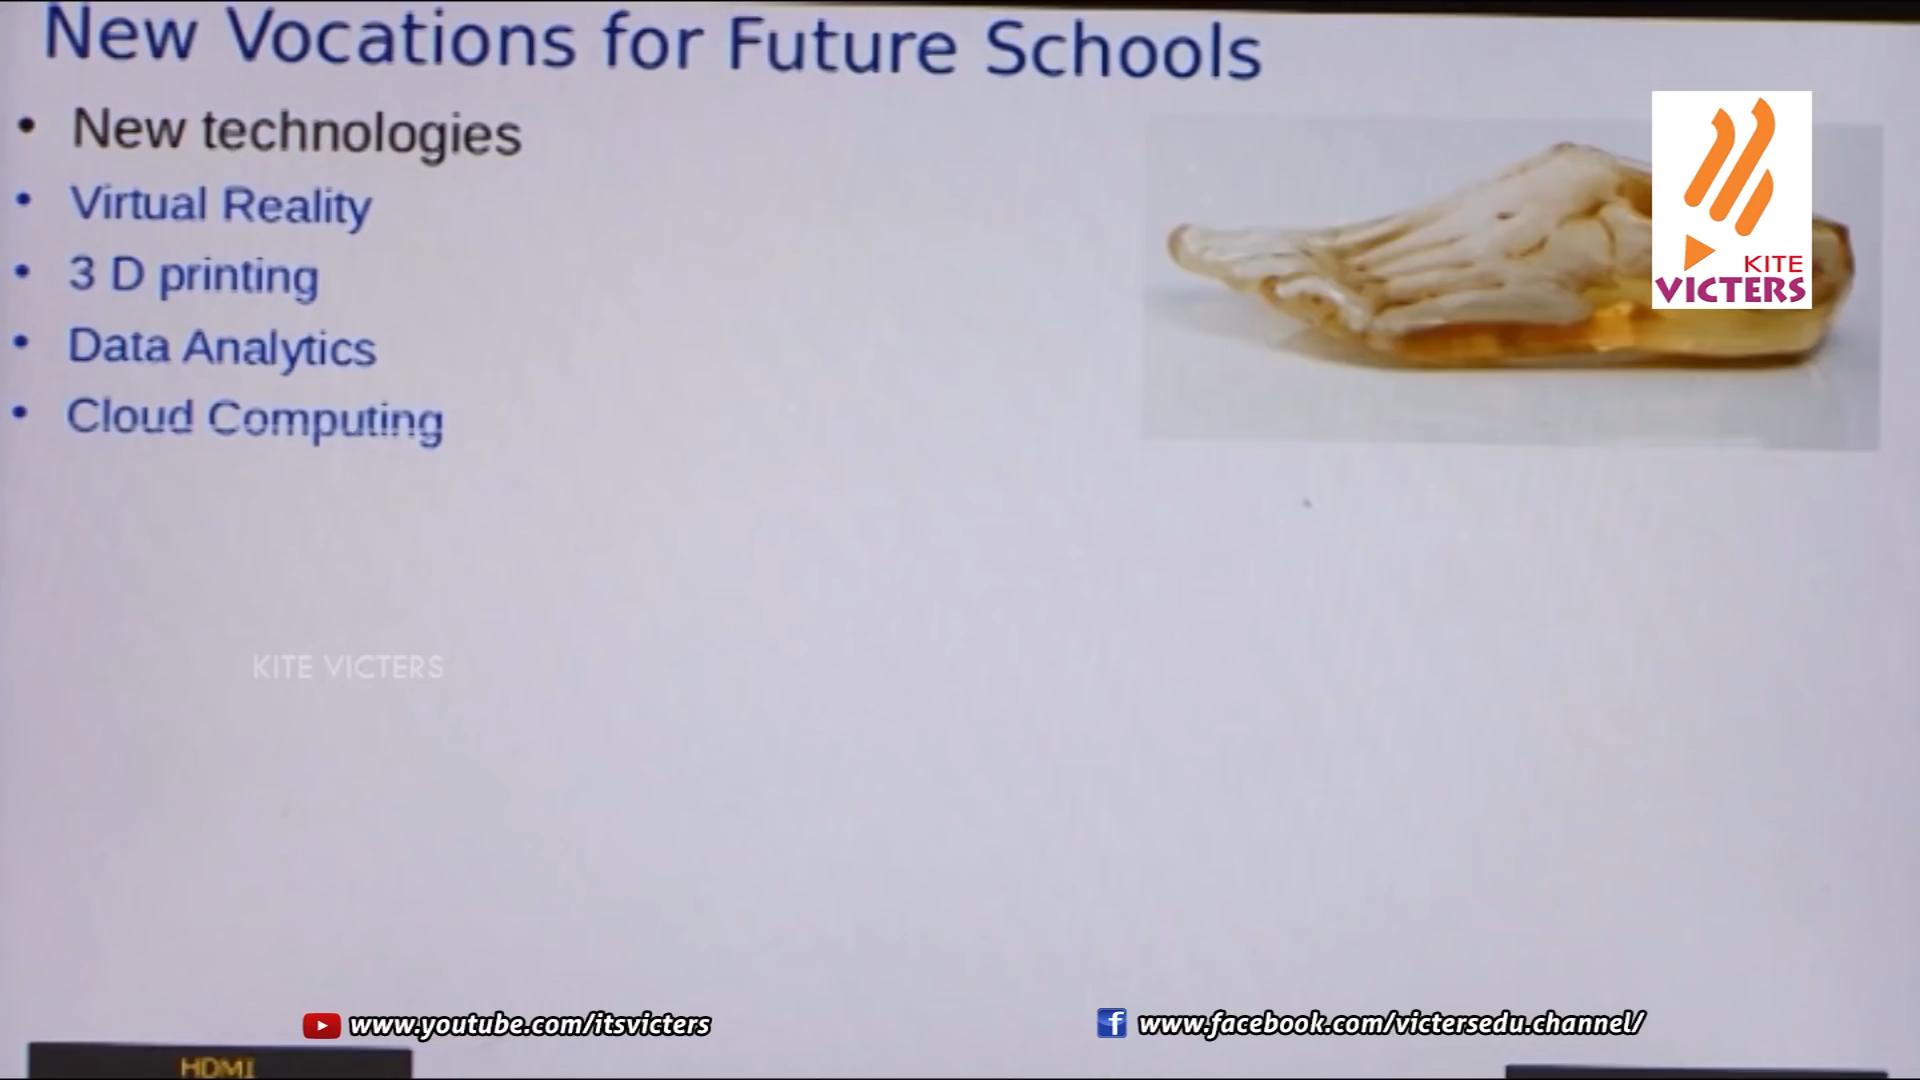 New Vocations for Future Schools
• New technologies
• Virtual Reality
• 3 D printing
• Data Analytics
• Cloud Computing
KITE
VICTERS
KITE VICTERS
www.youtube.com/itsvicters
www.facebook.com/victersedu.channel/
HDMI